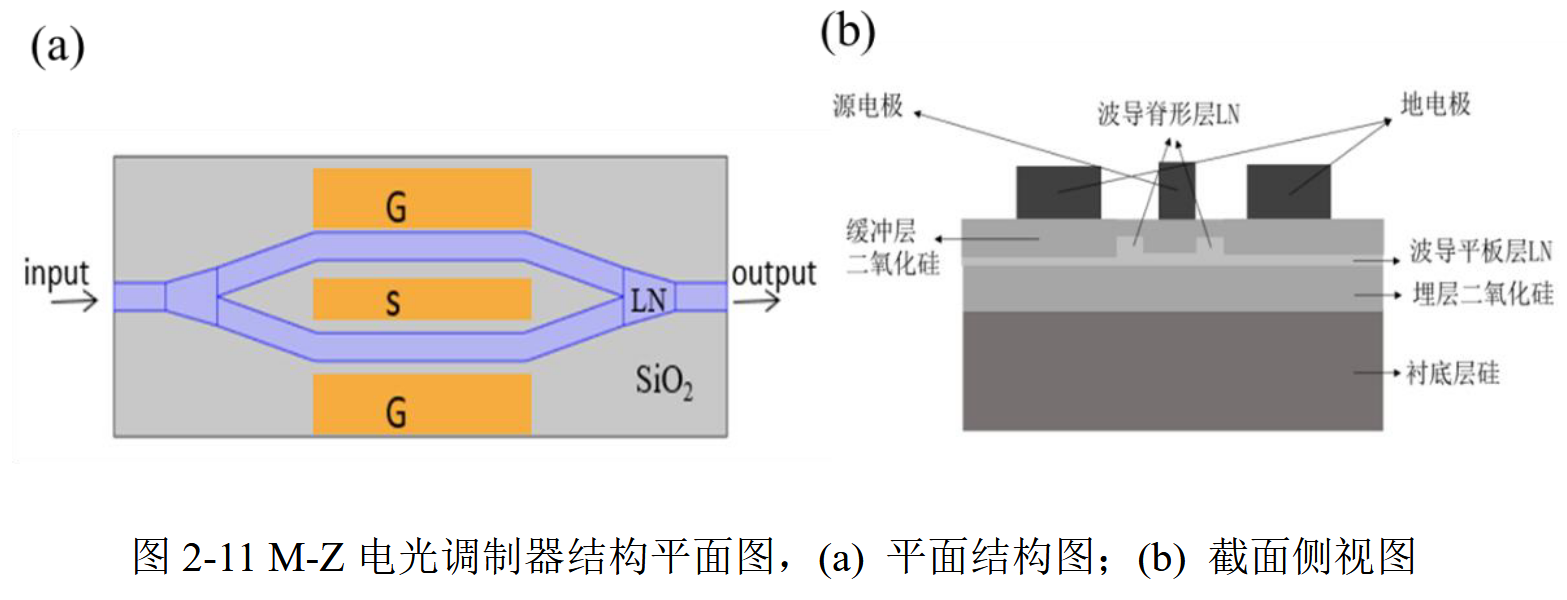 (a)
G
input
S
LN
output
SiO₂
G
(b)
源电极
波导脊形层LN
地电极
缓冲层
二氧化硅
波导平板层LN
埋层二氧化硅
衬底层硅
图 2-11 M-Z 电光调制器结构平面图，(a) 平面结构图；(b) 截面侧视图